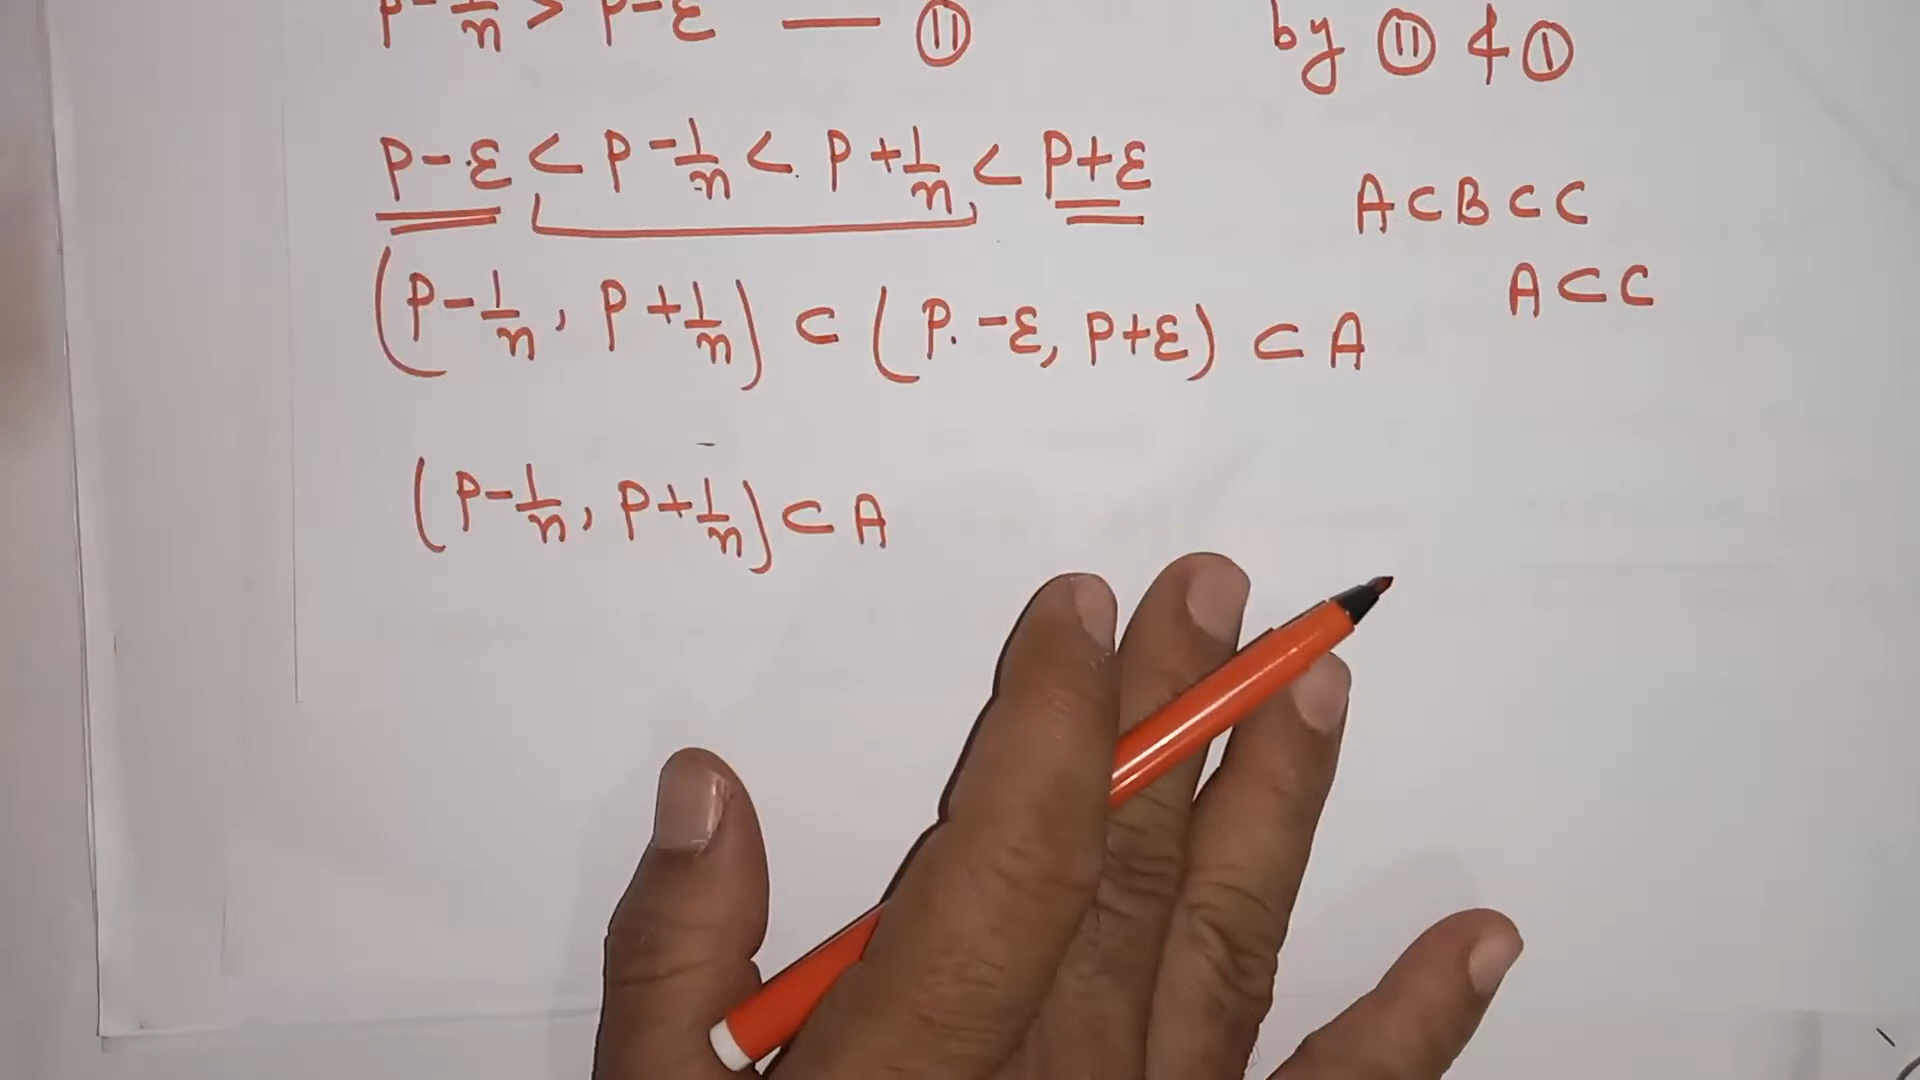 P - 1/n > P - ε — (II)
by (II) & (I)
P - ε < P - 1/n < P + 1/n < P + ε
A ⊂ B ⊂ C
A ⊂ C
(P - 1/n, P + 1/n) ⊂ (P - ε, P + ε) ⊂ A
(P - 1/n, P + 1/n) ⊂ A